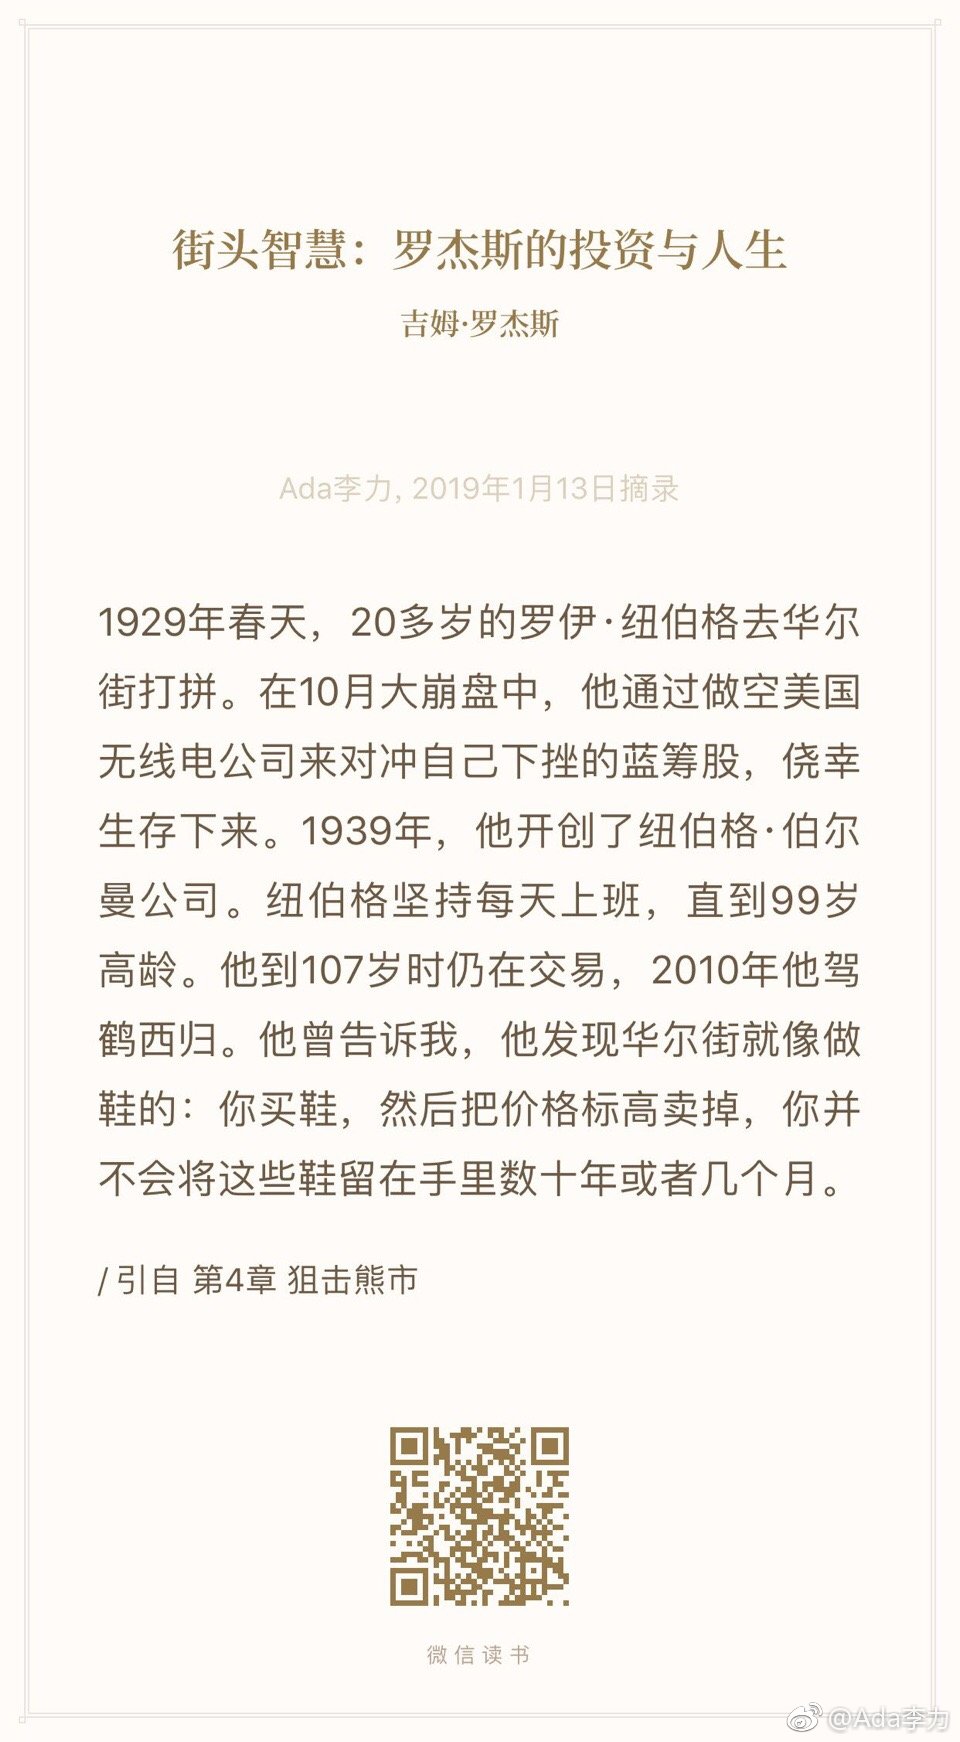 街头智慧：罗杰斯的投资与人生
吉姆·罗杰斯
Ada李力, 2019年1月13日摘录
1929年春天，20多岁的罗伊·纽伯格去华尔
街打拼。在10月大崩盘中，他通过做空美国
无线电公司来对冲自己下挫的蓝筹股，侥幸
生存下来。1939年，他开创了纽伯格·伯尔
曼公司。纽伯格坚持每天上班，直到99岁
高龄。他到107岁时仍在交易，2010年他驾
鹤西归。他曾告诉我，他发现华尔街就像做
鞋的：你买鞋，然后把价格标高卖掉，你并
不会将这些鞋留在手里数十年或者几个月。
/ 引自 第4章 狙击熊市
微信读书
@Ada李力